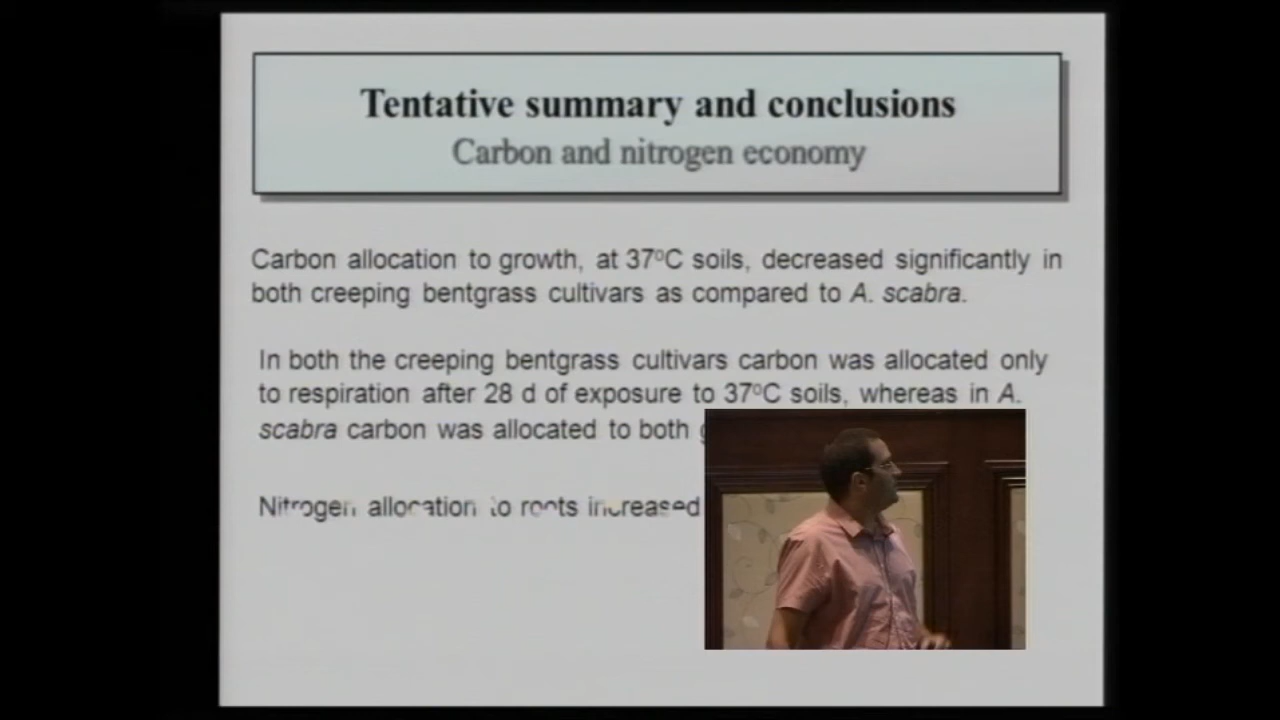 Tentative summary and conclusions
Carbon and nitrogen economy
Carbon allocation to growth, at 37ºC soils, decreased significantly in
both creeping bentgrass cultivars as compared to A. scabra.
In both the creeping bentgrass cultivars carbon was allocated only
to respiration after 28 d of exposure to 37ºC soils, whereas in A.
scabra carbon was allocated to both
Nitrogen allocation to roots increased